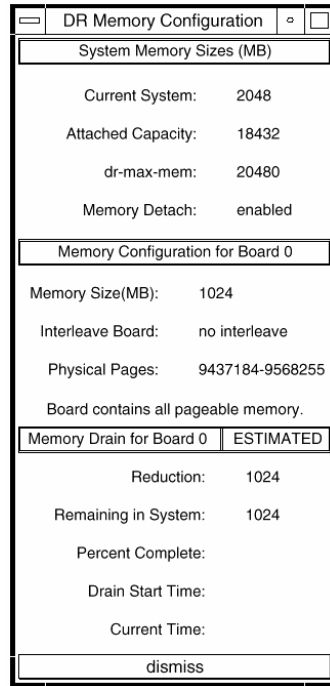 DR Memory Configuration
System Memory Sizes (MB)
Current System: 2048
Attached Capacity: 18432
dr-max-mem: 20480
Memory Detach: enabled
Memory Configuration for Board 0
Memory Size(MB): 1024
Interleave Board: no interleave
Physical Pages: 9437184-9568255
Board contains all pageable memory.
Memory Drain for Board 0 ESTIMATED
Reduction: 1024
Remaining in System: 1024
Percent Complete:
Drain Start Time:
Current Time:
dismiss